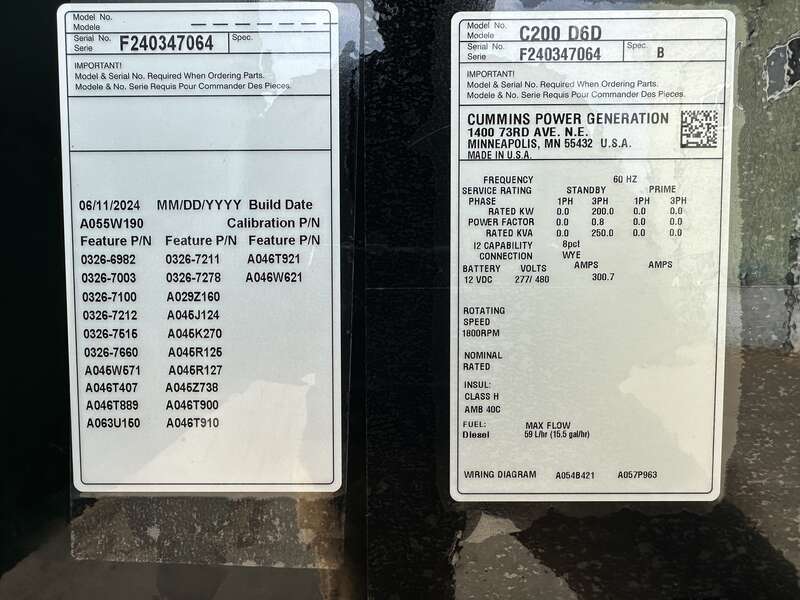 Model No.
Modele
Serial No.
Serie
F240347064
Spec.
IMPORTANT!
Model & Serial No. Required When Ordering Parts.
Modele & No. Serie Requis Pour Commander Des Pieces.
06/11/2024 MM/DD/YYYY Build Date
A055W190 Calibration P/N
Feature P/N Feature P/N Feature P/N
0326-6982 0326-7211 A046T921
0326-7003 0326-7278 A046W621
0326-7100 A029Z160
0326-7212 A045J124
0326-7515 A045K270
0326-7660 A045R125
A045W571 A045R127
A046T407 A045Z738
A046T889 A046T900
A063U150 A046T910
Model No.
Modele
C200 D6D
Serial No.
Serie
F240347064
Spec.
B
IMPORTANT!
Model & Serial No. Required When Ordering Parts.
Modele & No. Serie Requis Pour Commander Des Pieces.
CUMMINS POWER GENERATION
1400 73RD AVE. N.E.
MINNEAPOLIS, MN 55432 U.S.A.
MADE IN U.S.A.
FREQUENCY 60 HZ
SERVICE RATING STANDBY PRIME
PHASE 1PH 3PH 1PH 3PH
RATED KW 0.0 200.0 0.0 0.0
POWER FACTOR 0.0 0.8 0.0 0.0
RATED KVA 0.0 250.0 0.0 0.0
I2 CAPABILITY 8pct
CONNECTION WYE
BATTERY VOLTS AMPS AMPS
12 VDC 277/ 480 300.7
ROTATING
SPEED
1800RPM
NOMINAL
RATED
INSUL:
CLASS H
AMB 40C
FUEL: MAX FLOW
Diesel 59 L/hr (15.5 gal/hr)
WIRING DIAGRAM A054B421 A057P963